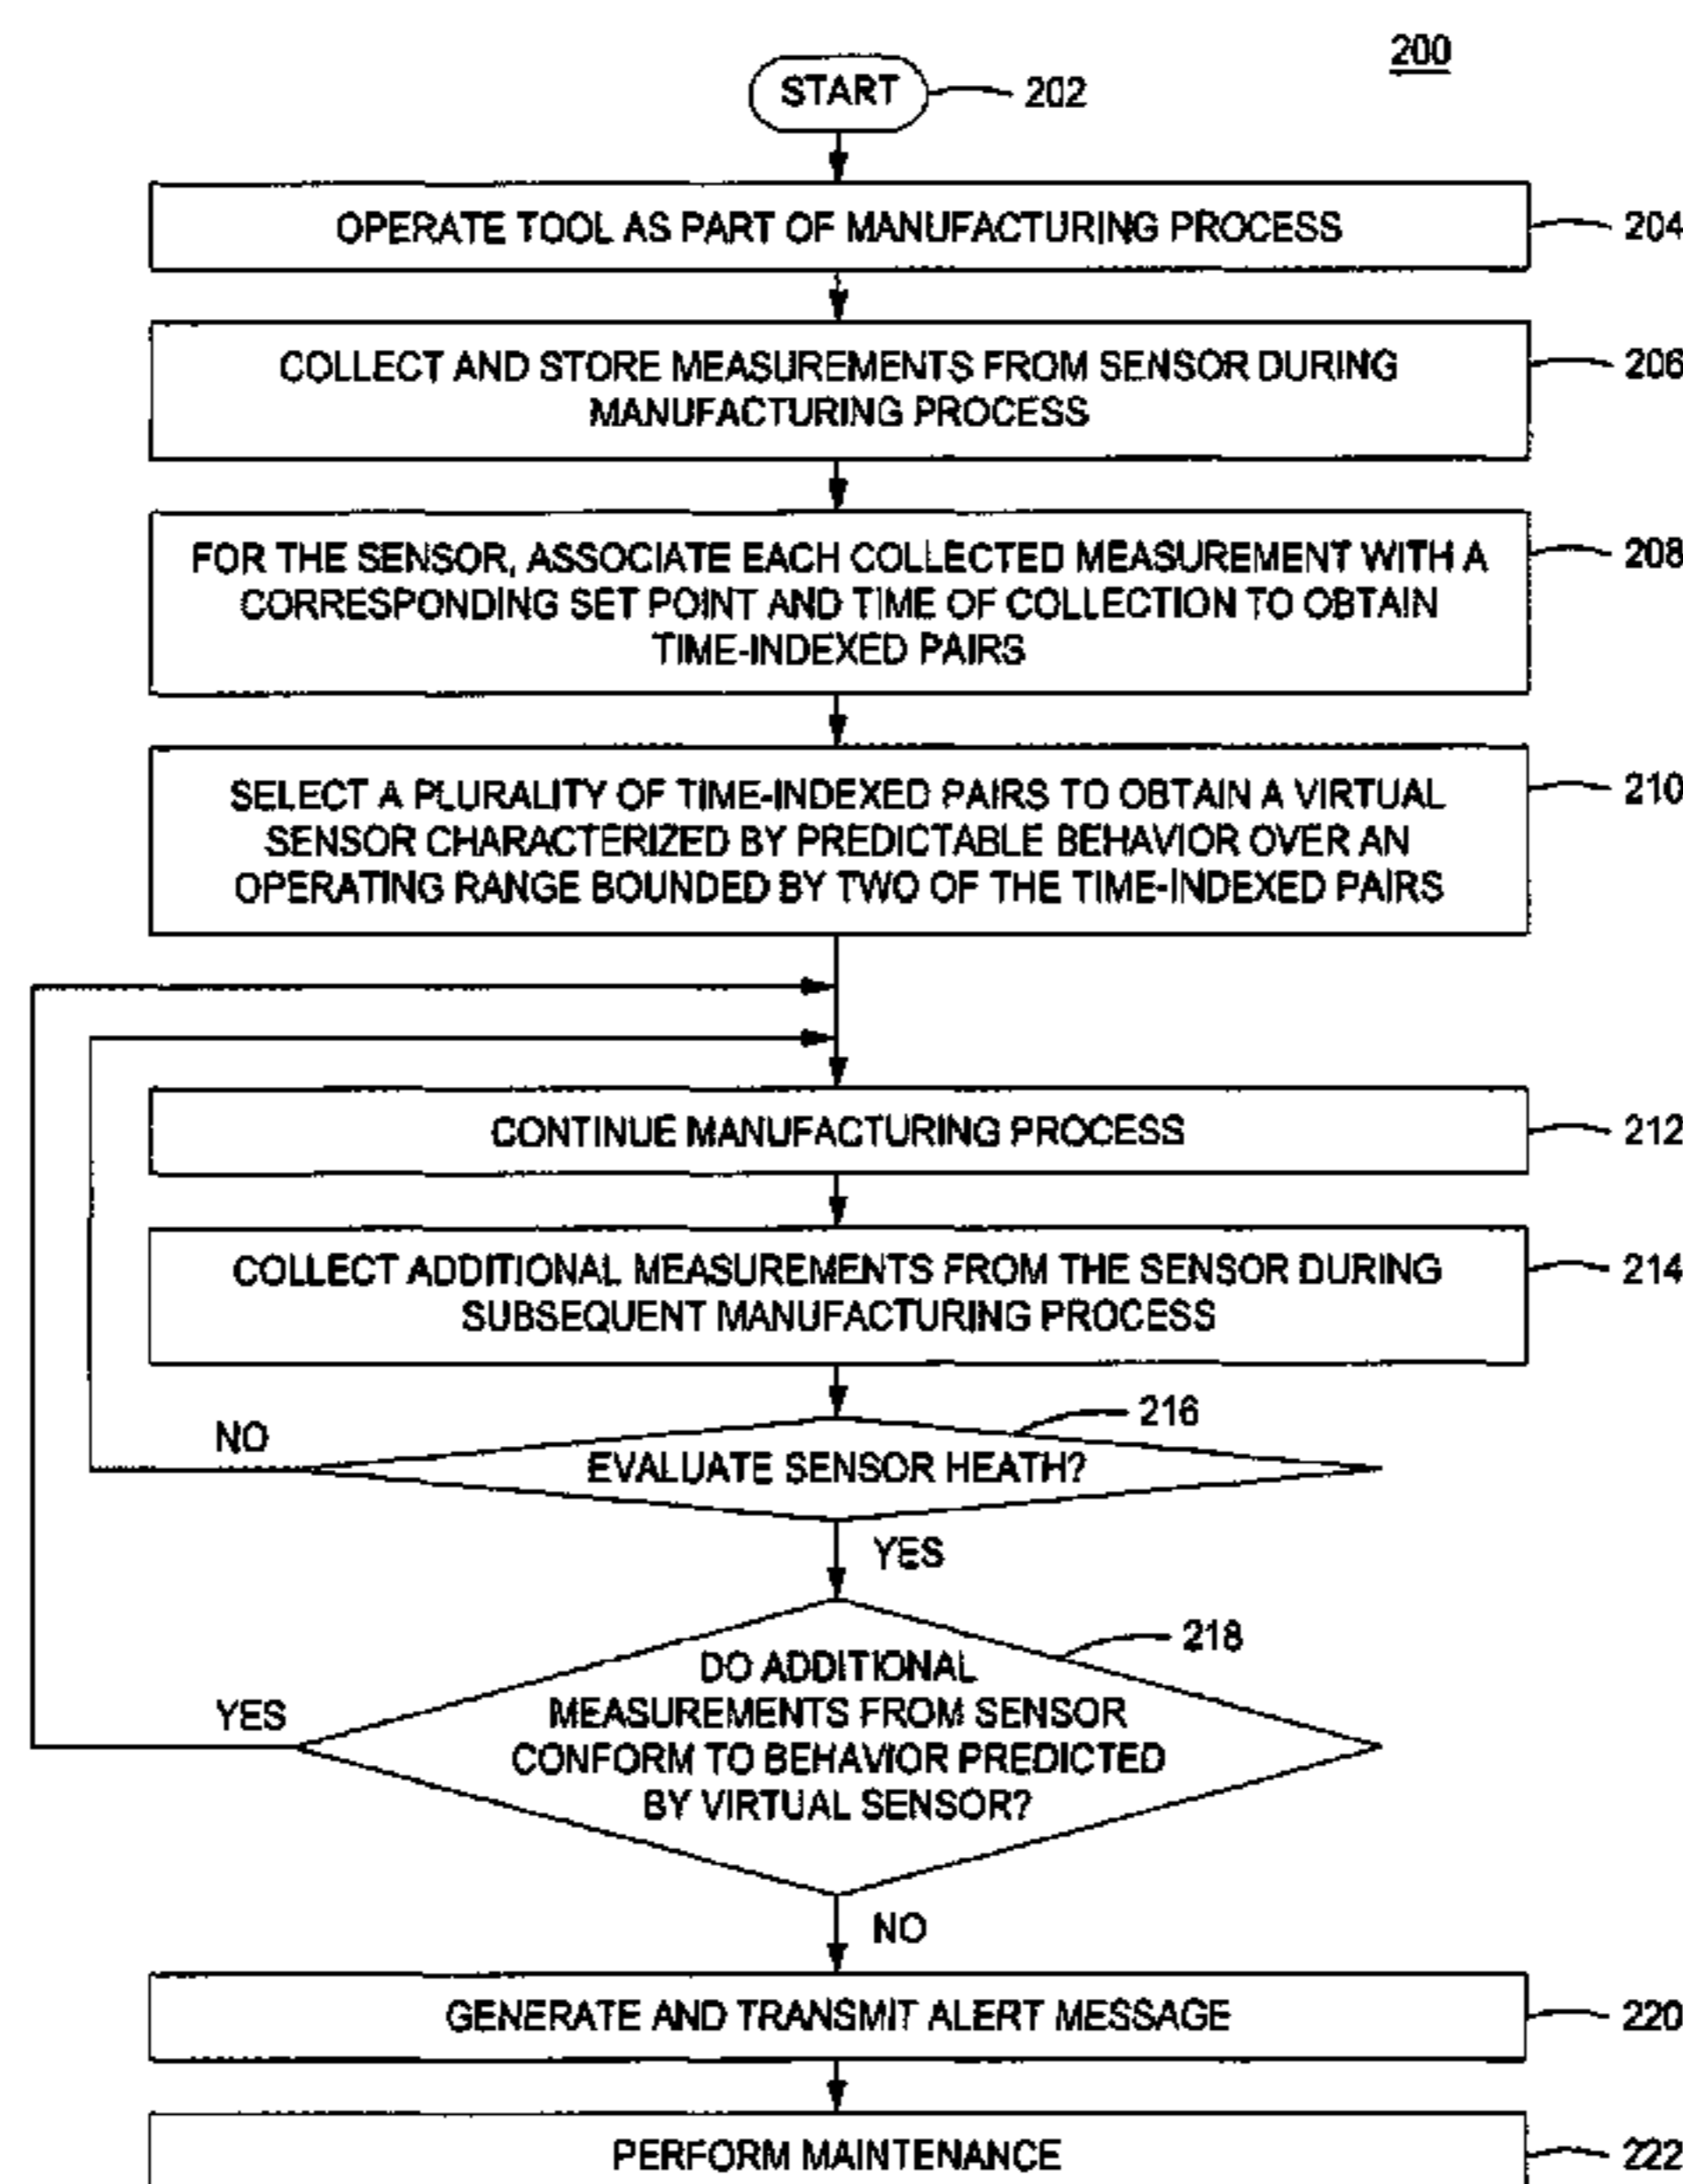 200
START
202
OPERATE TOOL AS PART OF MANUFACTURING PROCESS
204
COLLECT AND STORE MEASUREMENTS FROM SENSOR DURING
MANUFACTURING PROCESS
206
FOR THE SENSOR, ASSOCIATE EACH COLLECTED MEASUREMENT WITH A
CORRESPONDING SET POINT AND TIME OF COLLECTION TO OBTAIN
TIME-INDEXED PAIRS
208
SELECT A PLURALITY OF TIME-INDEXED PAIRS TO OBTAIN A VIRTUAL
SENSOR CHARACTERIZED BY PREDICTABLE BEHAVIOR OVER AN
OPERATING RANGE BOUNDED BY TWO OF THE TIME-INDEXED PAIRS
210
CONTINUE MANUFACTURING PROCESS
212
COLLECT ADDITIONAL MEASUREMENTS FROM THE SENSOR DURING
SUBSEQUENT MANUFACTURING PROCESS
214
216
NO
EVALUATE SENSOR HEATH?
YES
218
DO ADDITIONAL
MEASUREMENTS FROM SENSOR
CONFORM TO BEHAVIOR PREDICTED
BY VIRTUAL SENSOR?
YES
NO
GENERATE AND TRANSMIT ALERT MESSAGE
220
PERFORM MAINTENANCE
222